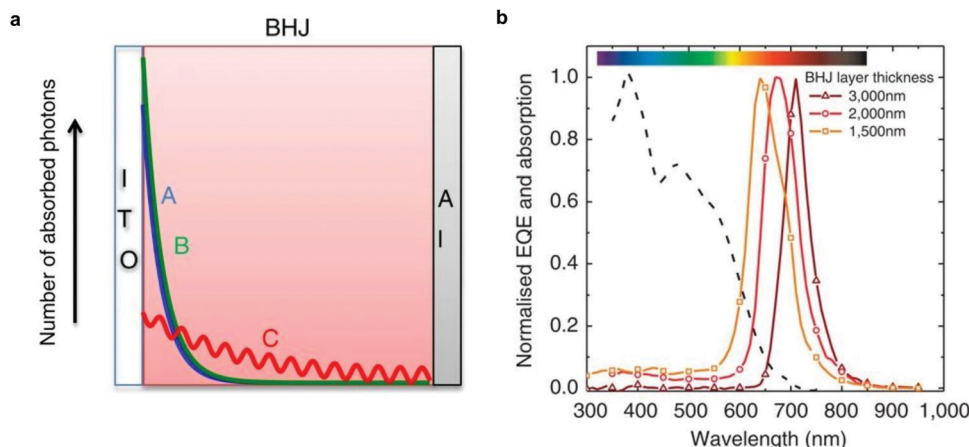 a
BHJ
Number of absorbed photons
I
T
O
A
B
C
A
l
b
BHJ layer thickness
3,000nm
2,000nm
1,500nm
Normalised EQE and absorption
1.0
0.8
0.6
0.4
0.2
0.0
300 400 500 600 700 800 900 1,000
Wavelength (nm)